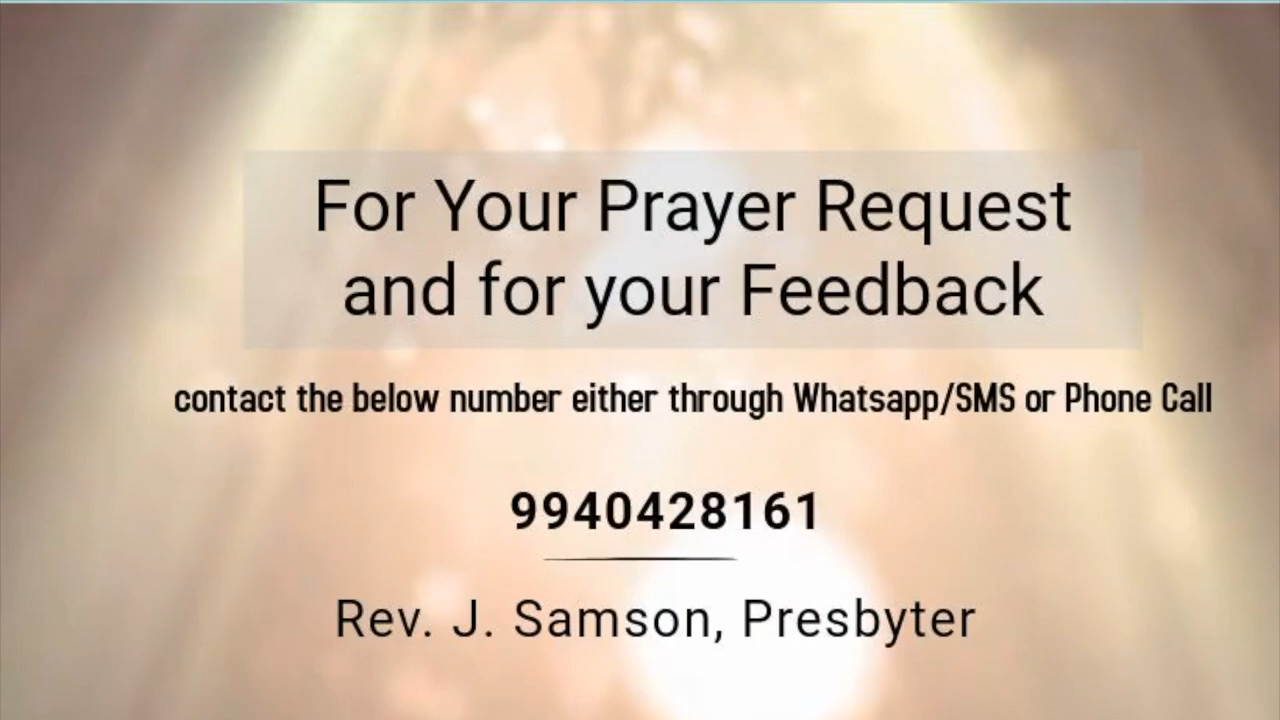 For Your Prayer Request
and for your Feedback
contact the below number either through Whatsapp/SMS or Phone Call
9940428161
Rev. J. Samson, Presbyter